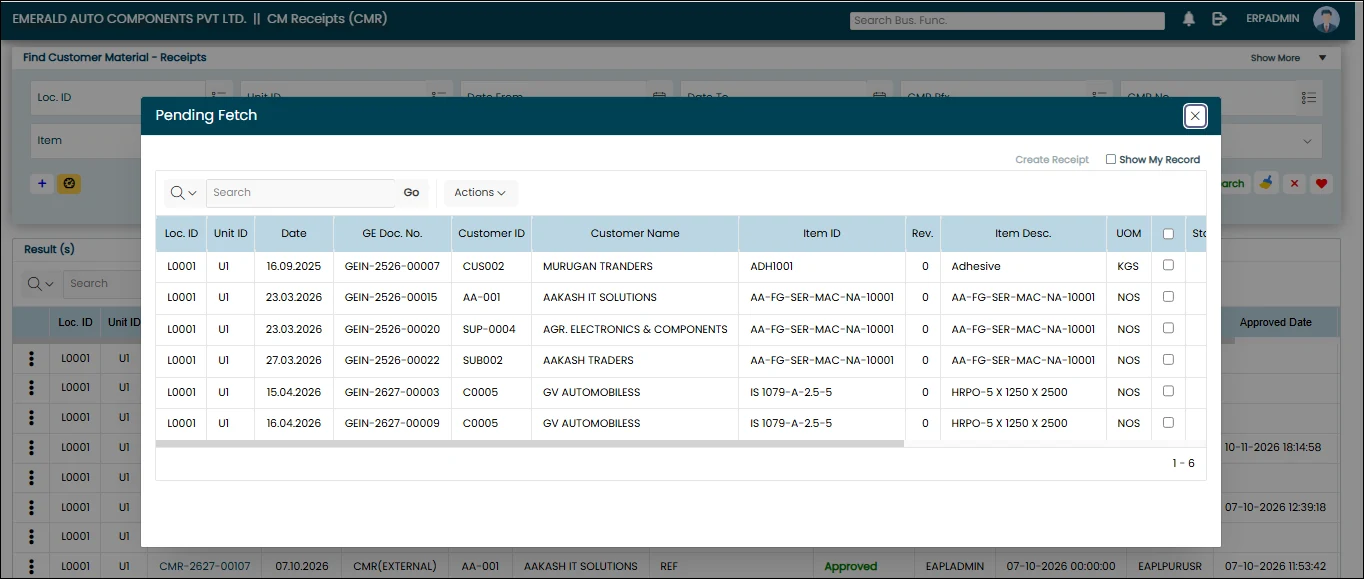 EMERALD AUTO COMPONENTS PVT LTD. || CM Receipts (CMR) Search Bus. Func. ERPADMIN
Find Customer Material - Receipts Show More
Loc. ID Unit ID Date From Date To CMR Pfx CMR No.
Item
Pending Fetch
Create Receipt Show My Record
Search Go Actions
Loc. ID Unit ID Date GE Doc. No. Customer ID Customer Name Item ID Rev. Item Desc. UOM
L0001 U1 16.09.2025 GEIN-2526-00007 CUS002 MURUGAN TRANDERS ADH1001 0 Adhesive KGS
L0001 U1 23.03.2026 GEIN-2526-00015 AA-001 AAKASH IT SOLUTIONS AA-FG-SER-MAC-NA-10001 0 AA-FG-SER-MAC-NA-10001 NOS
L0001 U1 23.03.2026 GEIN-2526-00020 SUP-0004 AGR. ELECTRONICS & COMPONENTS AA-FG-SER-MAC-NA-10001 0 AA-FG-SER-MAC-NA-10001 NOS
L0001 U1 27.03.2026 GEIN-2526-00022 SUB002 AAKASH TRADERS AA-FG-SER-MAC-NA-10001 0 AA-FG-SER-MAC-NA-10001 NOS
L0001 U1 15.04.2026 GEIN-2627-00003 C0005 GV AUTOMOBILESS IS 1079-A-2.5-5 0 HRPO-5 X 1250 X 2500 NOS
L0001 U1 16.04.2026 GEIN-2627-00009 C0005 GV AUTOMOBILESS IS 1079-A-2.5-5 0 HRPO-5 X 1250 X 2500 NOS
1 - 6
Result (s)
Search
Loc. ID Unit ID Approved Date
L0001 U1
L0001 U1
L0001 U1
L0001 U1 10-11-2026 18:14:58
L0001 U1
L0001 U1 07-10-2026 12:39:18
L0001 U1
L0001 U1 CMR-2627-00107 07.10.2026 CMR(EXTERNAL) AA-001 AAKASH IT SOLUTIONS REF Approved EAPLADMIN 07-10-2026 00:00:00 EAPLPURUSR 07-10-2026 11:53:42